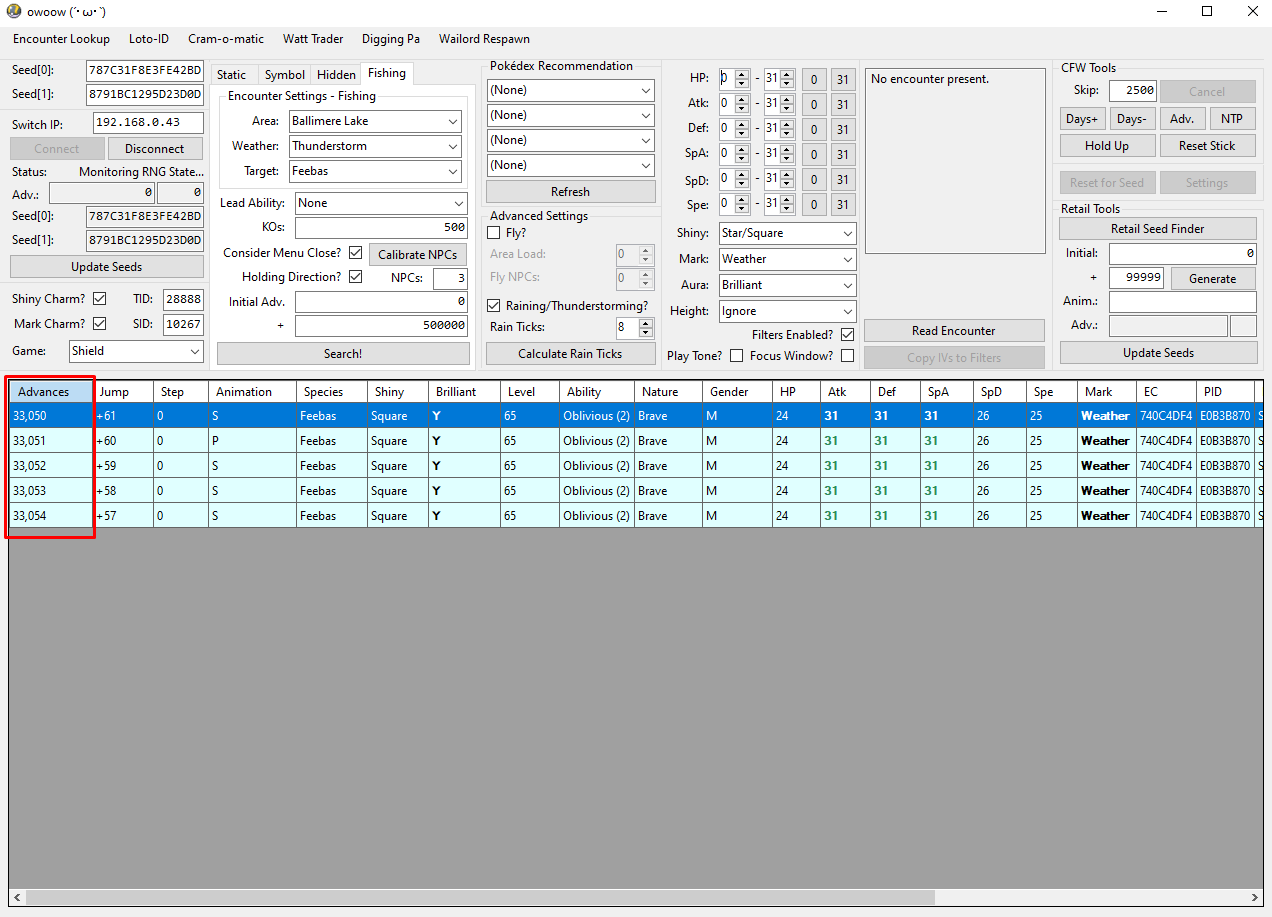 owoow (´･ω･`)
Encounter Lookup Loto-ID Cram-o-matic Watt Trader Digging Pa Wailord Respawn
Seed[0]: 787C31F8E3FE42BD
Seed[1]: 8791BC1295D23D0D
Switch IP: 192.168.0.43
Connect Disconnect
Status: Monitoring RNG State...
Adv.: 0 0
Seed[0]: 787C31F8E3FE42BD
Seed[1]: 8791BC1295D23D0D
Update Seeds
Shiny Charm? TID: 28888
Mark Charm? SID: 10267
Game: Shield
Static Symbol Hidden Fishing
Encounter Settings - Fishing
Area: Ballimere Lake
Weather: Thunderstorm
Target: Feebas
Lead Ability: None
KOs: 500
Consider Menu Close? Calibrate NPCs
Holding Direction? NPCs: 3
Initial Adv. 0
+ 500000
Search!
Pokédex Recommendation
(None)
(None)
(None)
(None)
Refresh
Advanced Settings
Fly?
Area Load: 0
Fly NPCs: 0
Raining/Thunderstorming?
Rain Ticks: 8
Calculate Rain Ticks
HP: 0 - 31 0 31
Atk: 0 - 31 0 31
Def: 0 - 31 0 31
SpA: 0 - 31 0 31
SpD: 0 - 31 0 31
Spe: 0 - 31 0 31
Shiny: Star/Square
Mark: Weather
Aura: Brilliant
Height: Ignore
Filters Enabled?
Play Tone? Focus Window?
No encounter present.
Read Encounter
Copy IVs to Filters
CFW Tools
Skip: 2500 Cancel
Days+ Days- Adv. NTP
Hold Up Reset Stick
Reset for Seed Settings
Retail Tools
Retail Seed Finder
Initial: 0
+ 99999 Generate
Anim.:
Adv.:
Update Seeds
Advances Jump Step Animation Species Shiny Brilliant Level Ability Nature Gender HP Atk Def SpA SpD Spe Mark EC PID
33,050 +61 0 S Feebas Square Y 65 Oblivious (2) Brave M 24 31 31 31 26 25 Weather 740C4DF4 E0B3B870 S
33,051 +60 0 P Feebas Square Y 65 Oblivious (2) Brave M 24 31 31 31 26 25 Weather 740C4DF4 E0B3B870 S
33,052 +59 0 S Feebas Square Y 65 Oblivious (2) Brave M 24 31 31 31 26 25 Weather 740C4DF4 E0B3B870 S
33,053 +58 0 S Feebas Square Y 65 Oblivious (2) Brave M 24 31 31 31 26 25 Weather 740C4DF4 E0B3B870 S
33,054 +57 0 S Feebas Square Y 65 Oblivious (2) Brave M 24 31 31 31 26 25 Weather 740C4DF4 E0B3B870 S